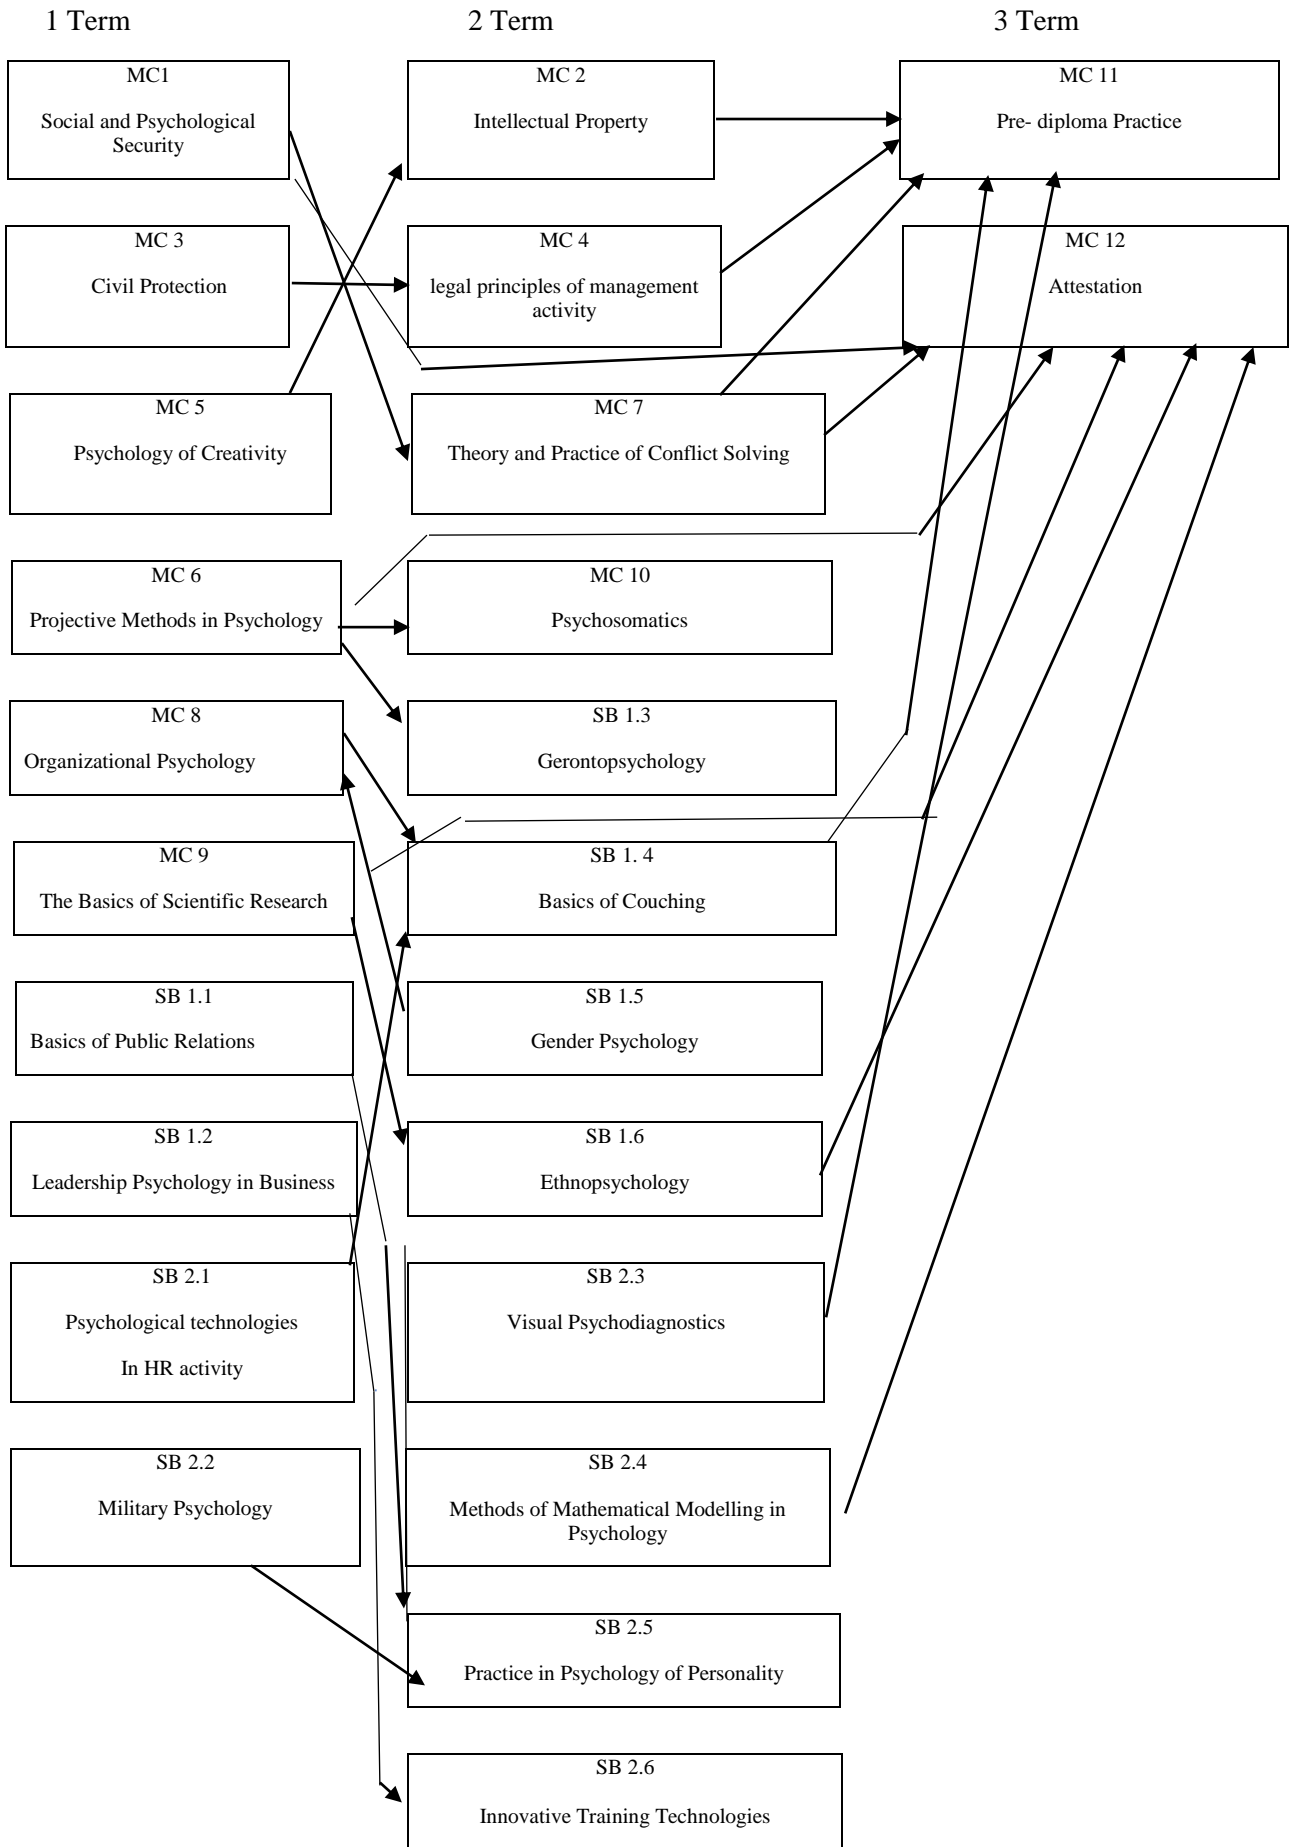 1 Term
2 Term
3 Term
MC1
Social and Psychological
Security
MC 2
Intellectual Property
MC 11
Pre- diploma Practice
MC 3
Civil Protection
MC 4
legal principles of management
activity
MC 12
Attestation
MC 5
Psychology of Creativity
MC 7
Theory and Practice of Conflict Solving
MC 6
Projective Methods in Psychology
MC 10
Psychosomatics
MC 8
Organizational Psychology
SB 1.3
Gerontopsychology
MC 9
The Basics of Scientific Research
SB 1. 4
Basics of Couching
SB 1.1
Basics of Public Relations
SB 1.5
Gender Psychology
SB 1.2
Leadership Psychology in Business
SB 1.6
Ethnopsychology
SB 2.1
Psychological technologies
In HR activity
SB 2.3
Visual Psychodiagnostics
SB 2.2
Military Psychology
SB 2.4
Methods of Mathematical Modelling in
Psychology
SB 2.5
Practice in Psychology of Personality
SB 2.6
Innovative Training Technologies